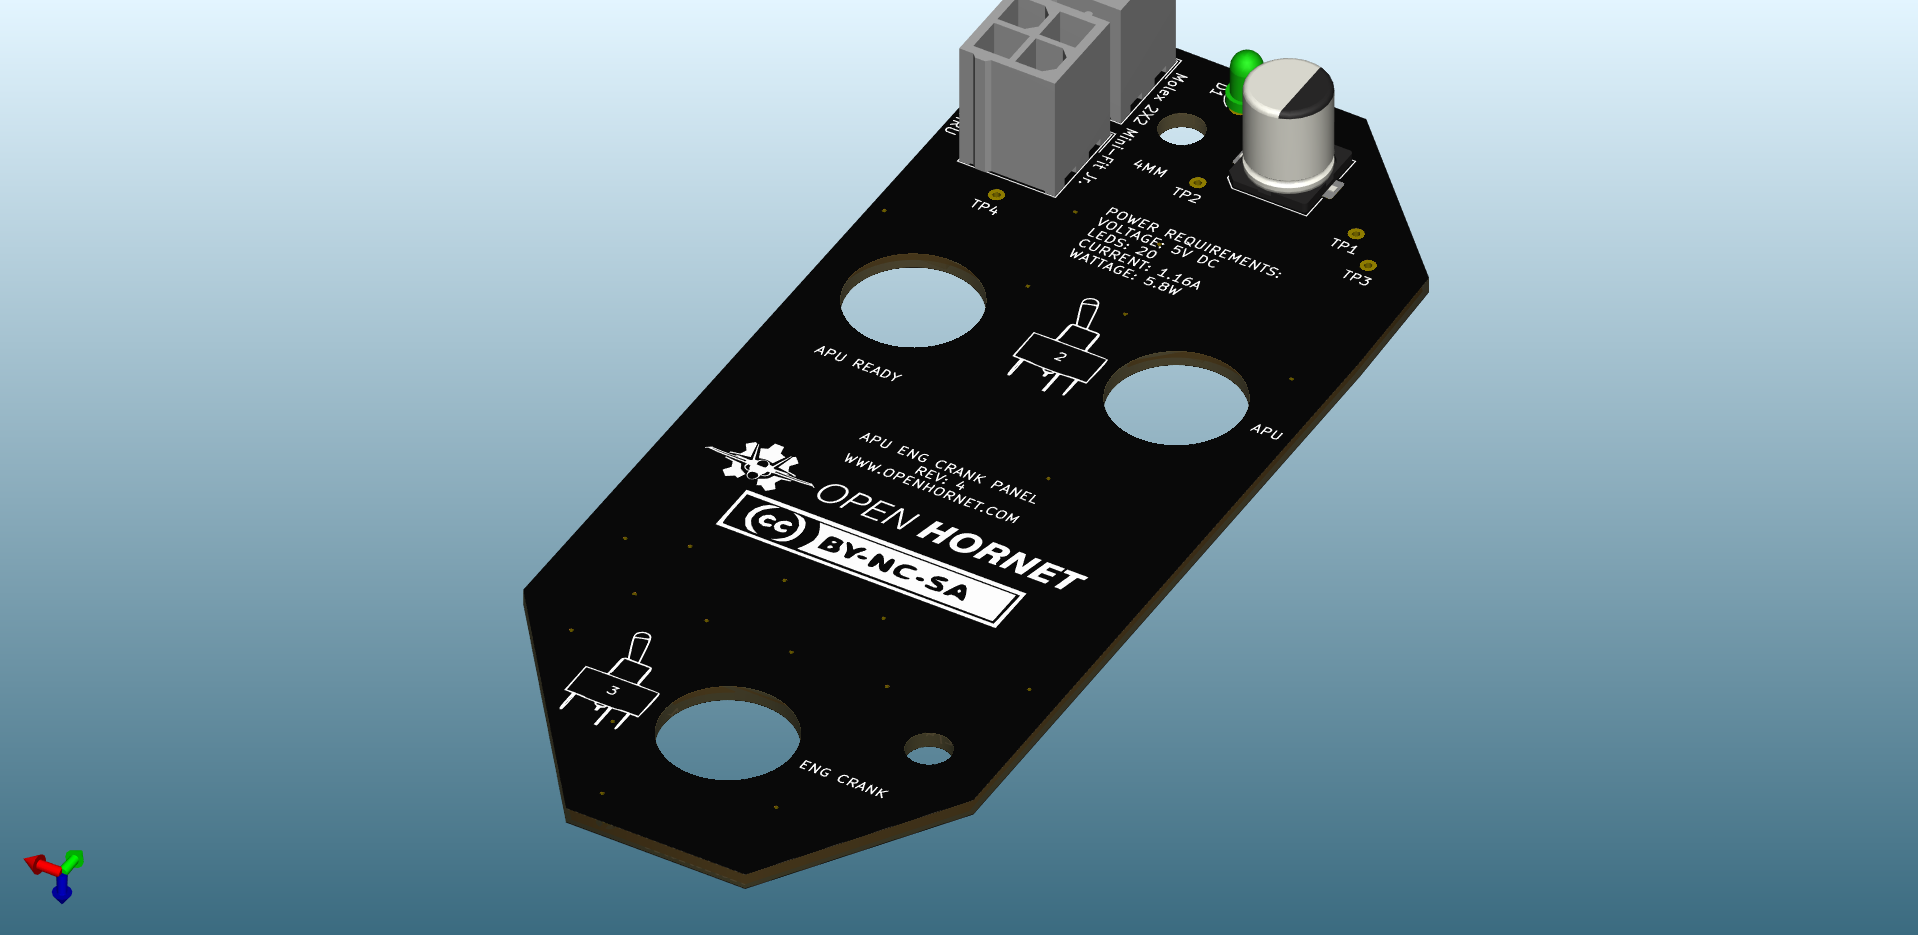 D1
Molex 2X2 Mini-Fit Jr.
4MM
TP2
TP4
TP1
TP3
POWER REQUIREMENTS:
VOLTAGE: 5V DC
LEDS: 20
CURRENT: 1.16A
WATTAGE: 5.8W
2
APU READY
APU
APU ENG CRANK PANEL
REV: 4
WWW.OPENHORNET.COM
OPEN HORNET
CC BY-NC-SA
3
ENG CRANK